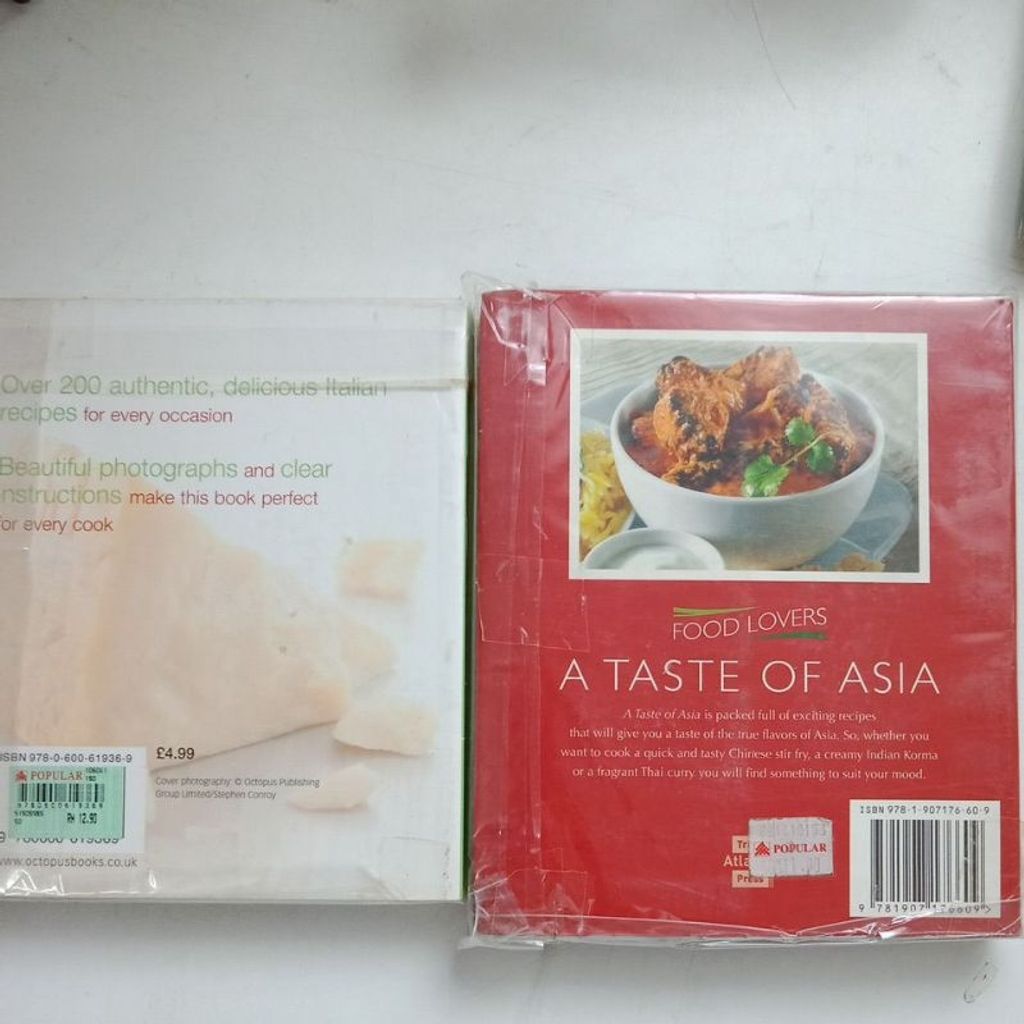 Over 200 authentic, delicious Italian
recipes for every occasion
Beautiful photographs and clear
instructions make this book perfect
for every cook
ISBN 978-0-600-61936-9
£4.99
Cover photography: © Octopus Publishing
Group Limited/Stephen Conroy
POPULAR
RM 12.90
www.octopusbooks.co.uk
FOOD LOVERS
A TASTE OF ASIA
A Taste of Asia is packed full of exciting recipes
that will give you a taste of the true flavors of Asia. So, whether you
want to cook a quick and tasty Chinese stir fry, a creamy Indian Korma
or a fragrant Thai curry you will find something to suit your mood.
POPULAR
Press
ISBN 978-1-907176-60-9